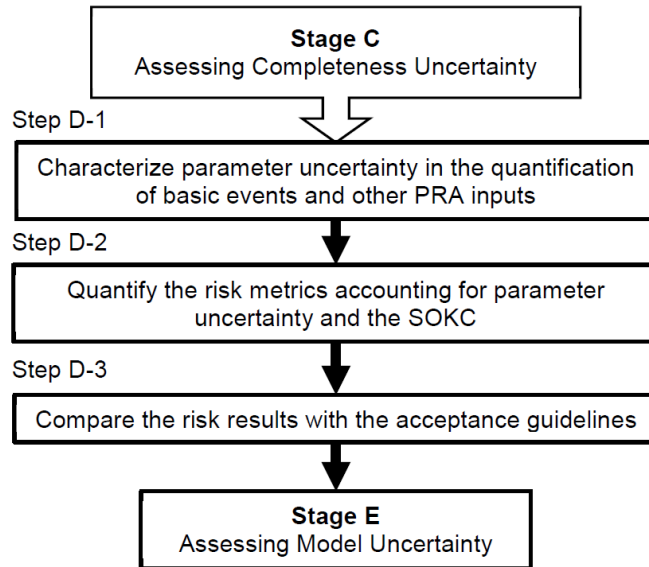 Stage C
Assessing Completeness Uncertainty
Step D-1
Characterize parameter uncertainty in the quantification
of basic events and other PRA inputs
Step D-2
Quantify the risk metrics accounting for parameter
uncertainty and the SOKC
Step D-3
Compare the risk results with the acceptance guidelines
Stage E
Assessing Model Uncertainty